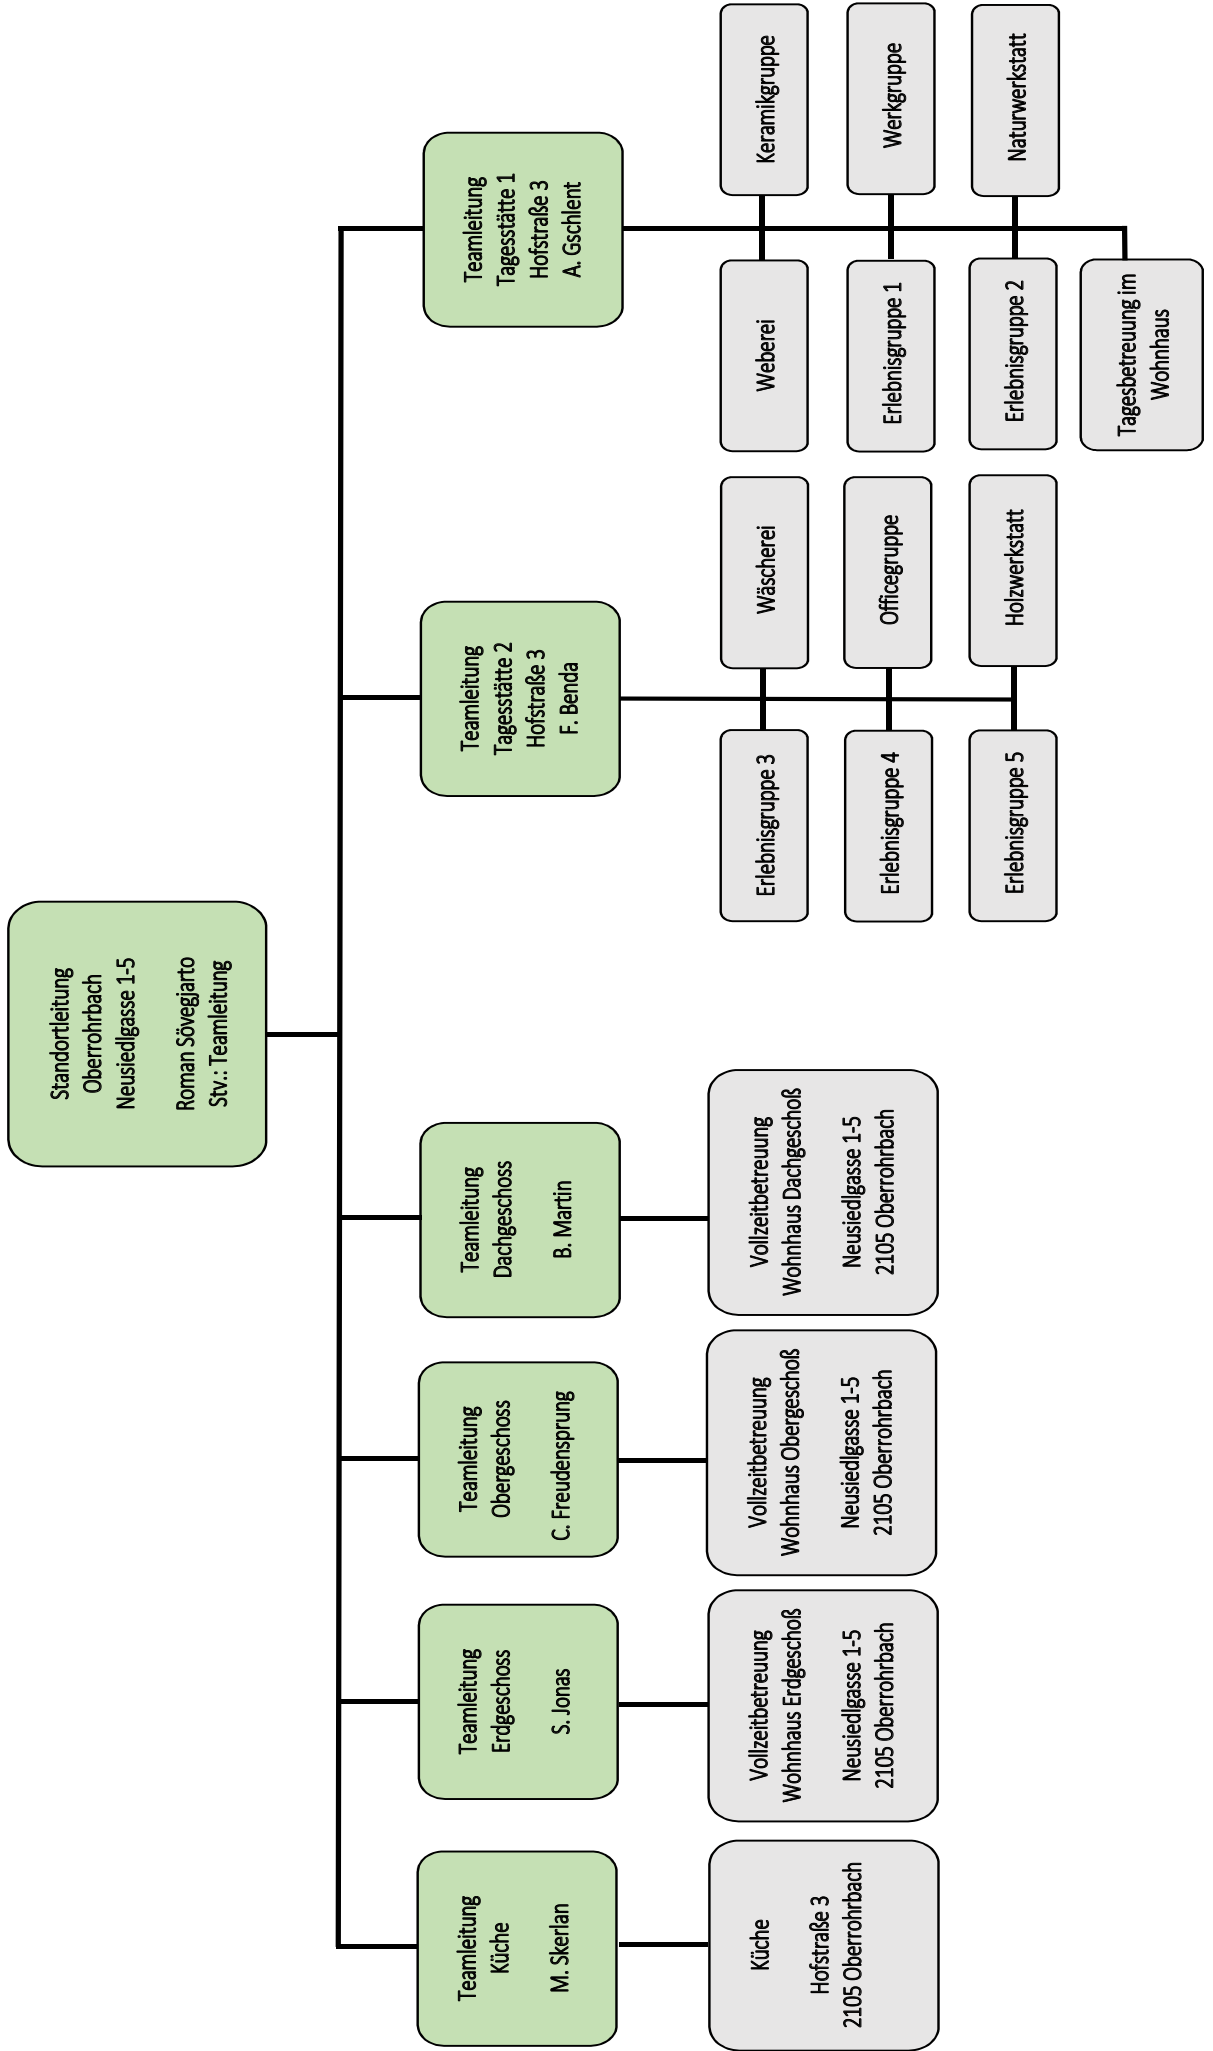 Standortleitung
Oberrohrbach
Neusiedlgasse 1-5
Roman Sövegjarto
Stv.: Teamleitung
Teamleitung
Küche
M. Skerlan
Teamleitung
Erdgeschoss
S. Jonas
Teamleitung
Obergeschoss
C. Freudensprung
Teamleitung
Dachgeschoss
B. Martin
Teamleitung
Tagesstätte 2
Hofstraße 3
F. Benda
Teamleitung
Tagesstätte 1
Hofstraße 3
A. Gschlent
Küche
Hofstraße 3
2105 Oberrohrbach
Vollzeitbetreuung
Wohnhaus Erdgeschoß
Neusiedlgasse 1-5
2105 Oberrohrbach
Vollzeitbetreuung
Wohnhaus Obergeschoß
Neusiedlgasse 1-5
2105 Oberrohrbach
Vollzeitbetreuung
Wohnhaus Dachgeschoß
Neusiedlgasse 1-5
2105 Oberrohrbach
Erlebnisgruppe 3
Wäscherei
Erlebnisgruppe 4
Officegruppe
Erlebnisgruppe 5
Holzwerkstatt
Weberei
Keramikgruppe
Erlebnisgruppe 1
Werkgruppe
Erlebnisgruppe 2
Naturwerkstatt
Tagesbetreuung im
Wohnhaus